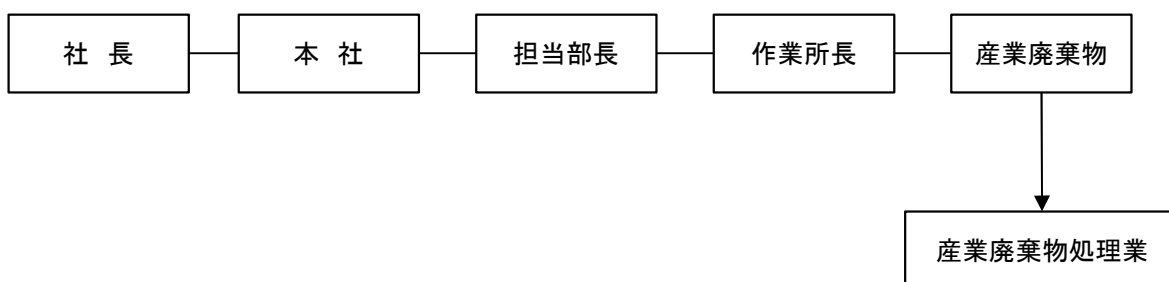 社 長
本 社
担当部長
作業所長
産業廃棄物
産業廃棄物処理業